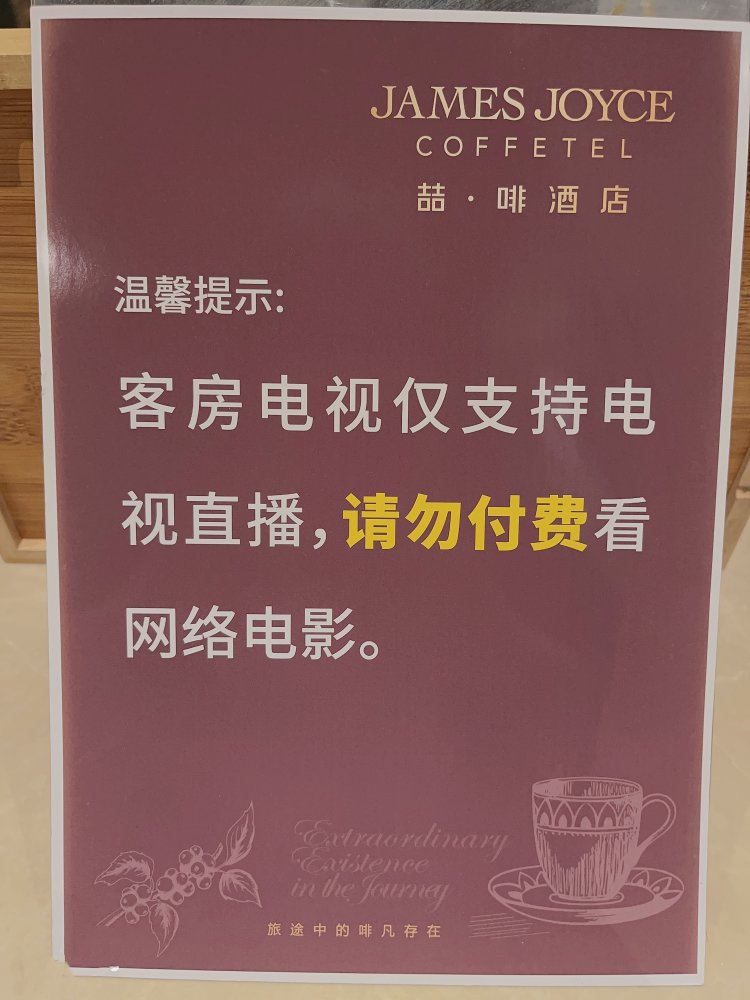 JAMES JOYCE
COFFETEL
喆·啡酒店
温馨提示:
客房电视仅支持电
视直播,请勿付费看
网络电影。
Extraordinary
Existence
in the Journey
旅途中的啡凡存在